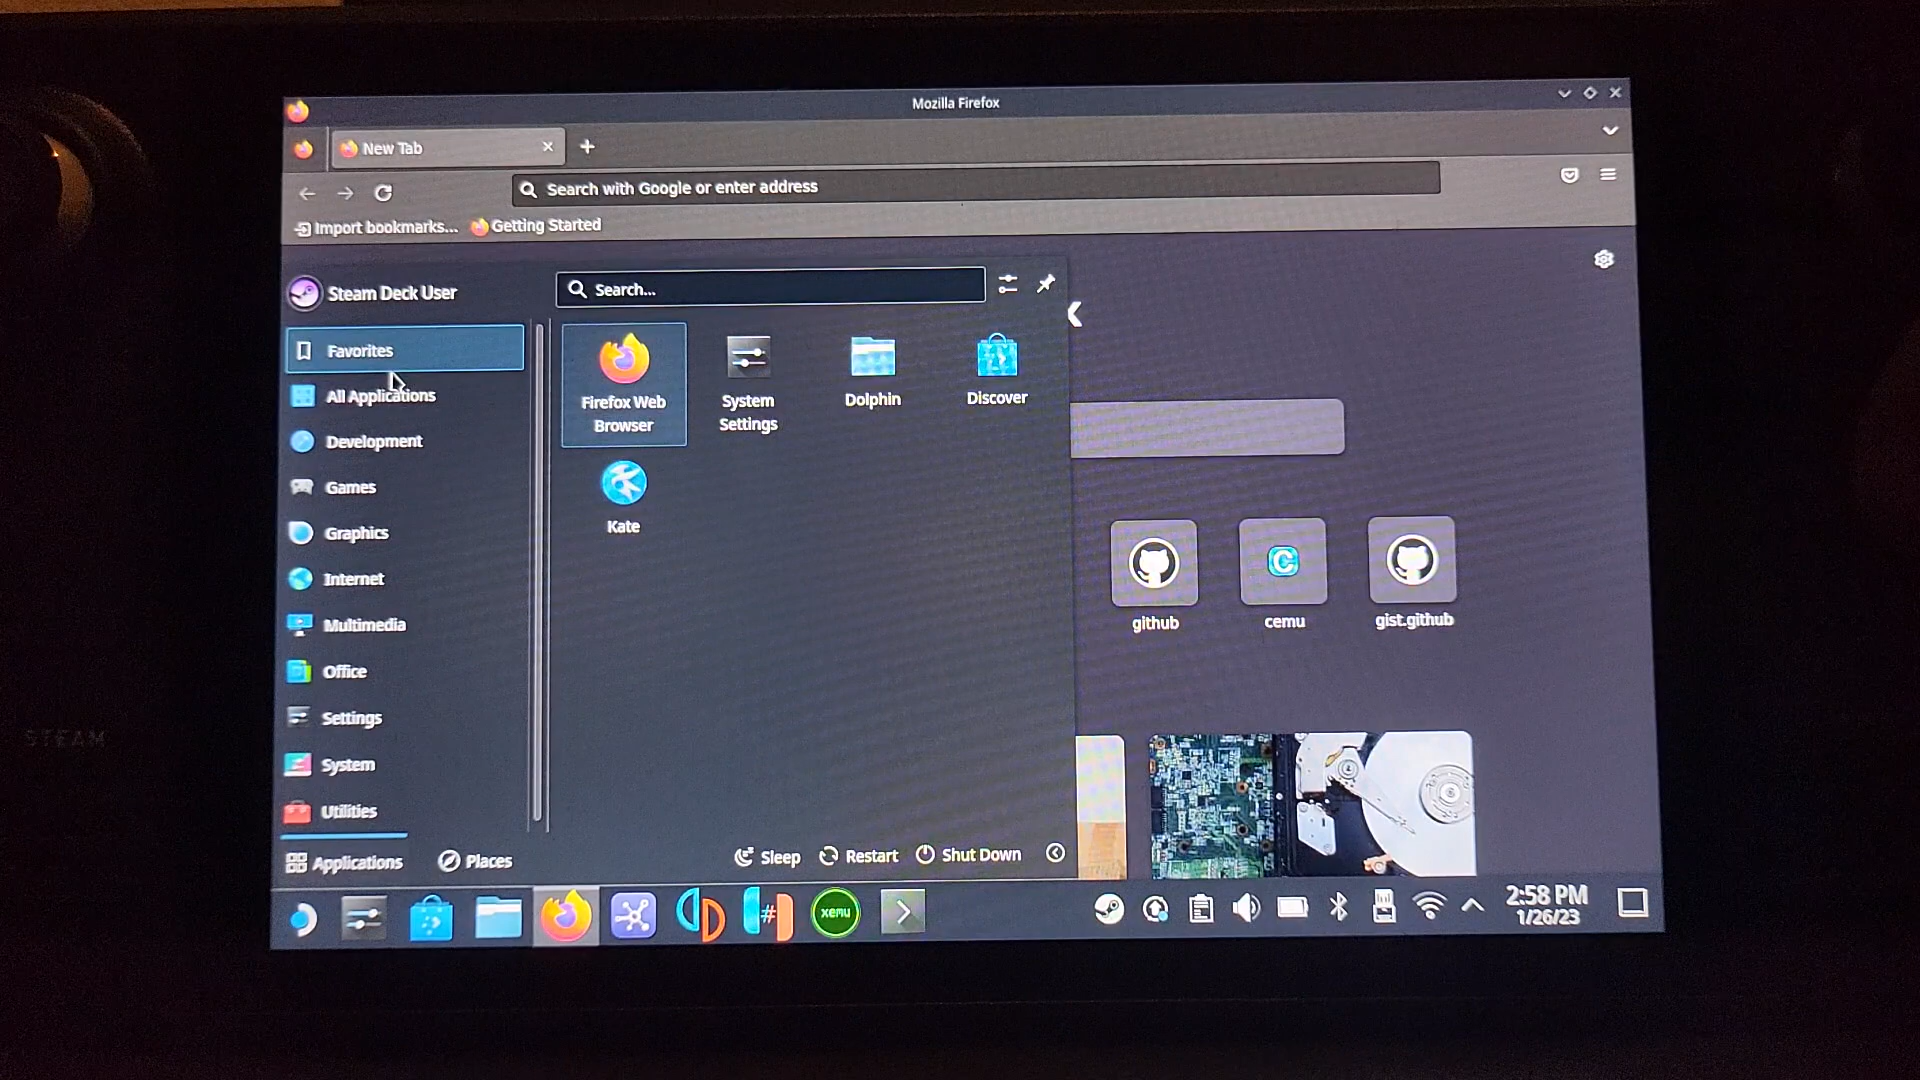 Mozilla Firefox
New Tab
Search with Google or enter address
Import bookmarks...
Getting Started
Steam Deck User
Search...
Favorites
All Applications
Development
Games
Graphics
Internet
Multimedia
Office
Settings
System
Utilities
Firefox Web
Browser
System
Settings
Dolphin
Discover
Kate
github
cemu
gist.github
Applications
Places
Sleep
Restart
Shut Down
STEAM
#
xemu
2:58 PM
1/26/23